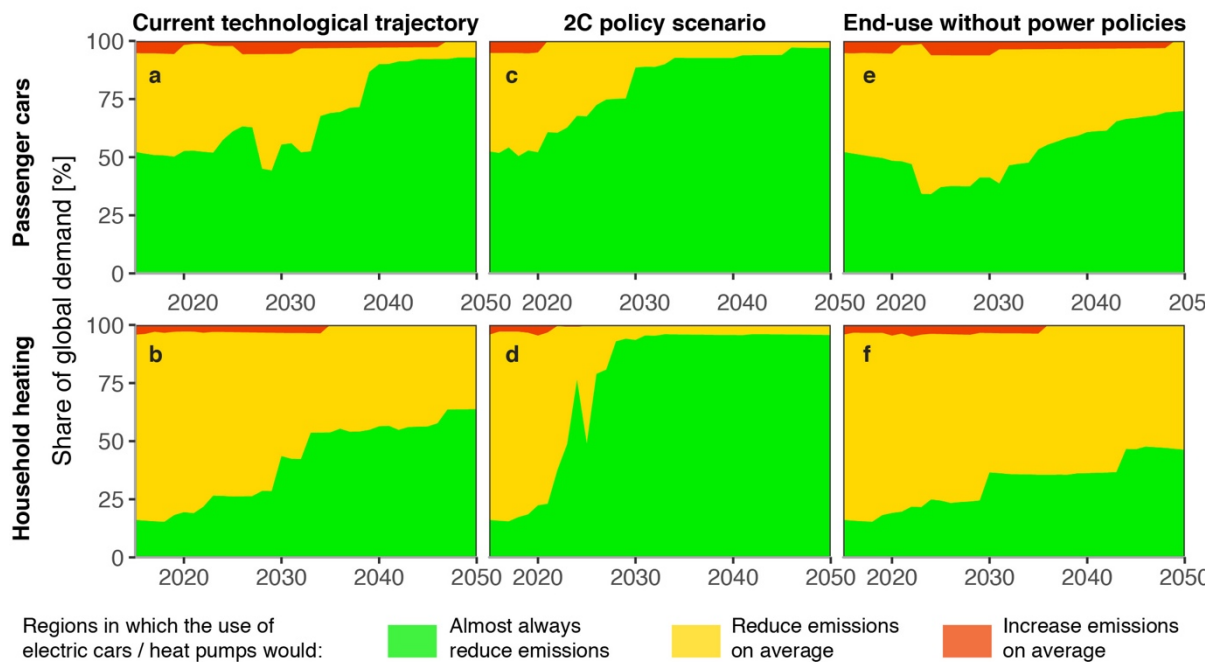 Current technological trajectory
2C policy scenario
End-use without power policies
Passenger cars
Household heating
Share of global demand [%]
100
75
50
25
0
a
c
e
2020 2030 2040 2050
2020 2030 2040 2050
2020 2030 2040 205
100
75
50
25
0
b
d
f
2020 2030 2040 2050
2020 2030 2040 2050
2020 2030 2040 2050
Regions in which the use of
electric cars / heat pumps would:
Almost always
reduce emissions
Reduce emissions
on average
Increase emissions
on average